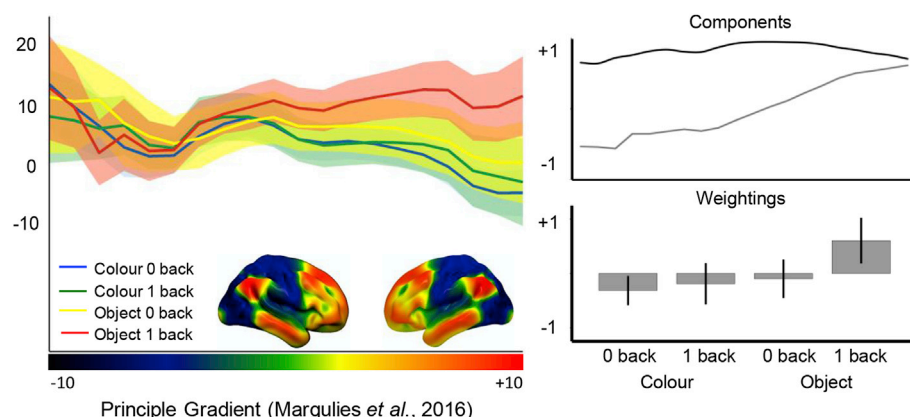 20
10
0
-10
Colour 0 back
Colour 1 back
Object 0 back
Object 1 back
-10
+10
Principle Gradient (Margulies et al., 2016)
Components
+1
-1
Weightings
+1
-1
0 back 1 back 0 back 1 back
Colour Object